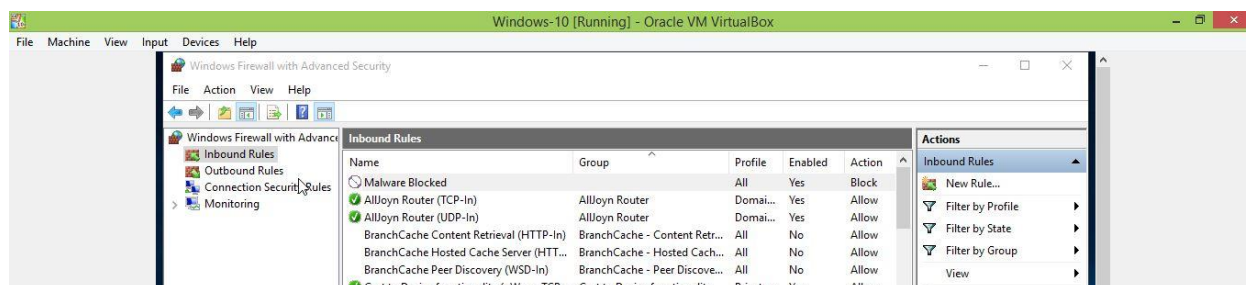 Windows-10 [Running] - Oracle VM VirtualBox
File Machine View Input Devices Help
Windows Firewall with Advanced Security
File Action View Help
Windows Firewall with Advance
Inbound Rules
Outbound Rules
Connection Security Rules
Monitoring
Inbound Rules
Name Group Profile Enabled Action
Malware Blocked All Yes Block
AllJoyn Router (TCP-In) AllJoyn Router Domai... Yes Allow
AllJoyn Router (UDP-In) AllJoyn Router Domai... Yes Allow
BranchCache Content Retrieval (HTTP-In) BranchCache - Content Retr... All No Allow
BranchCache Hosted Cache Server (HTT... BranchCache - Hosted Cach... All No Allow
BranchCache Peer Discovery (WSD-In) BranchCache - Peer Discove... All No Allow
Actions
Inbound Rules
New Rule...
Filter by Profile
Filter by State
Filter by Group
View